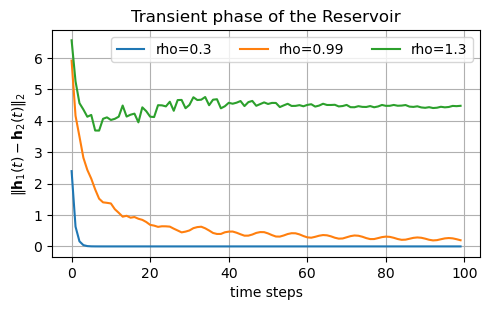 Transient phase of the Reservoir
rho=0.3 rho=0.99 rho=1.3
‖h₁(t) − h₂(t)‖₂
6
5
4
3
2
1
0
0 20 40 60 80 100
time steps